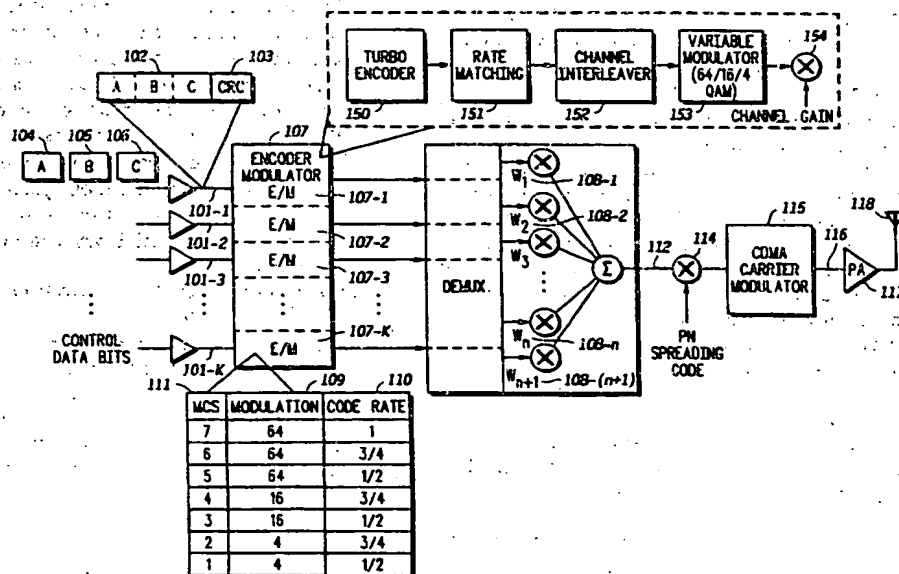 TURBO ENCODER
150
RATE MATCHING
151
CHANNEL INTERLEAVER
152
VARIABLE MODULATOR (64/16/4 QAM)
153
154
CHANNEL GAIN
102
103
A B C CRC
104
105
106
A
B
C
107
ENCODER MODULATOR
E/M
107-1
E/M
107-2
E/M
107-3
E/M
107-K
101-1
101-2
101-3
101-K
CONTROL DATA BITS
DEMUX
W1
108-1
W2
108-2
W3
Wn
108-n
Wn+1
108-(n+1)
Σ
112
114
PN SPREADING CODE
115
CDMA CARRIER MODULATOR
116
PA
117
118
111
109
110
MCS MODULATION CODE RATE
7 64 1
6 64 3/4
5 64 1/2
4 16 3/4
3 16 1/2
2 4 3/4
1 4 1/2